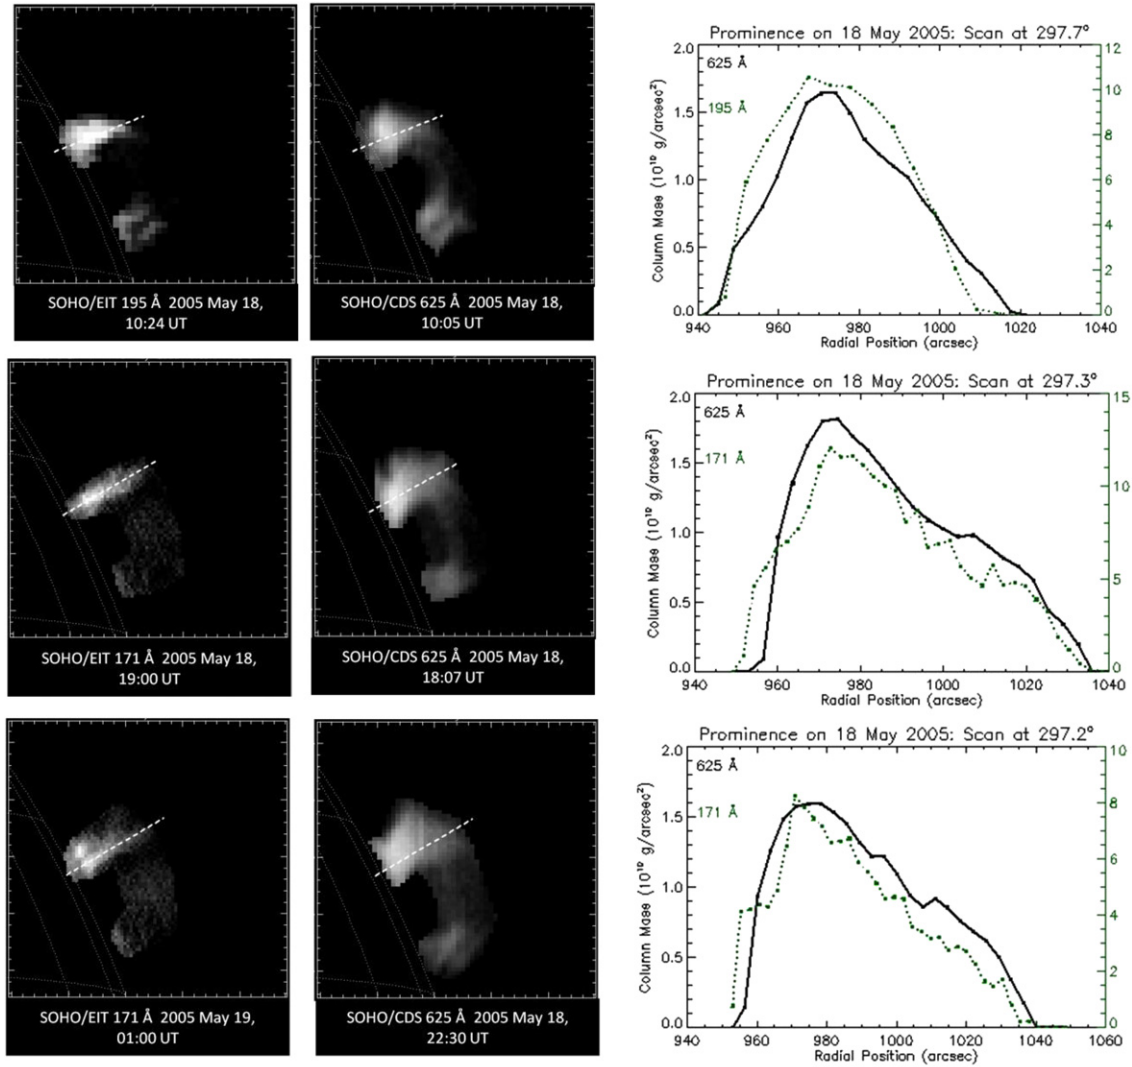 SOHO/EIT 195 Å 2005 May 18,
10:24 UT
SOHO/CDS 625 Å 2005 May 18,
10:05 UT
Prominence on 18 May 2005: Scan at 297.7°
625 Å
195 Å
Column Mass (10¹⁰ g/arcsec²)
2.0
1.5
1.0
0.5
0.0
12
10
8
6
4
2
0
940 960 980 1000 1020 1040
Radial Position (arcsec)
SOHO/EIT 171 Å 2005 May 18,
19:00 UT
SOHO/CDS 625 Å 2005 May 18,
18:07 UT
Prominence on 18 May 2005: Scan at 297.3°
625 Å
171 Å
Column Mass (10¹⁰ g/arcsec²)
2.0
1.5
1.0
0.5
0.0
15
10
5
0
940 960 980 1000 1020 1040
Radial Position (arcsec)
SOHO/EIT 171 Å 2005 May 19,
01:00 UT
SOHO/CDS 625 Å 2005 May 18,
22:30 UT
Prominence on 18 May 2005: Scan at 297.2°
625 Å
171 Å
Column Mass (10¹⁰ g/arcsec²)
2.0
1.5
1.0
0.5
0.0
10
8
6
4
2
0
940 960 980 1000 1020 1040 1060
Radial Position (arcsec)